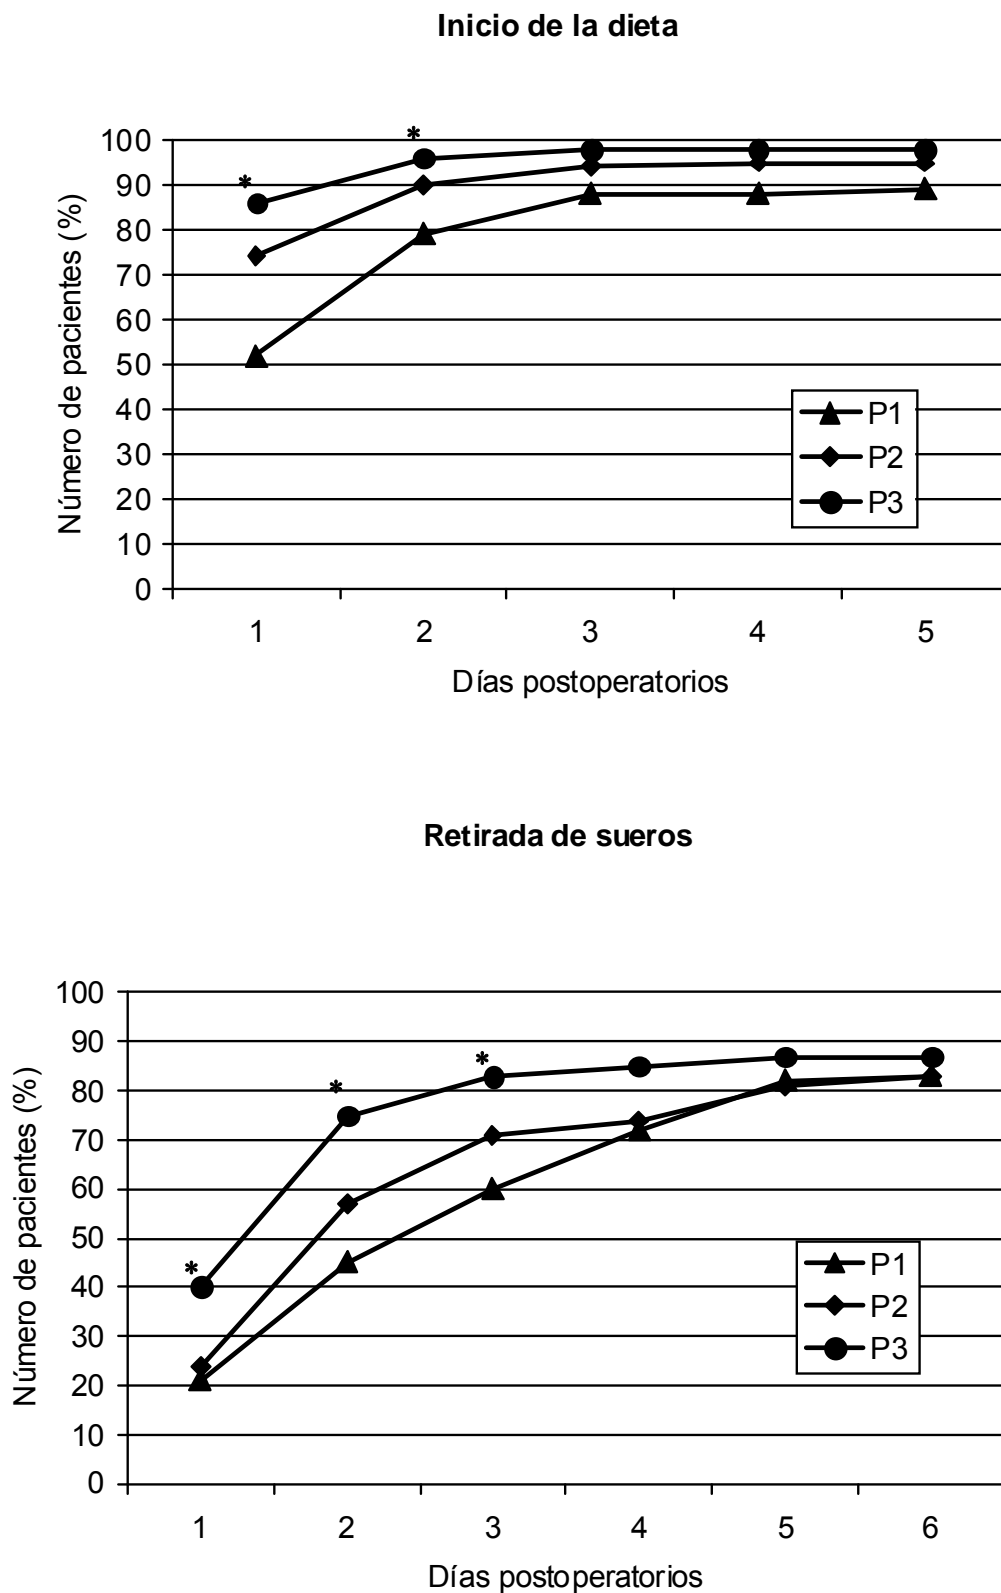 Inicio de la dieta
*
*
100
90
80
70
60
50
40
30
20
10
0
Número de pacientes (%)
P1
P2
P3
1 2 3 4 5
Días postoperatorios
Retirada de sueros
*
*
*
100
90
80
70
60
50
40
30
20
10
0
Número de pacientes (%)
P1
P2
P3
1 2 3 4 5 6
Días postoperatorios